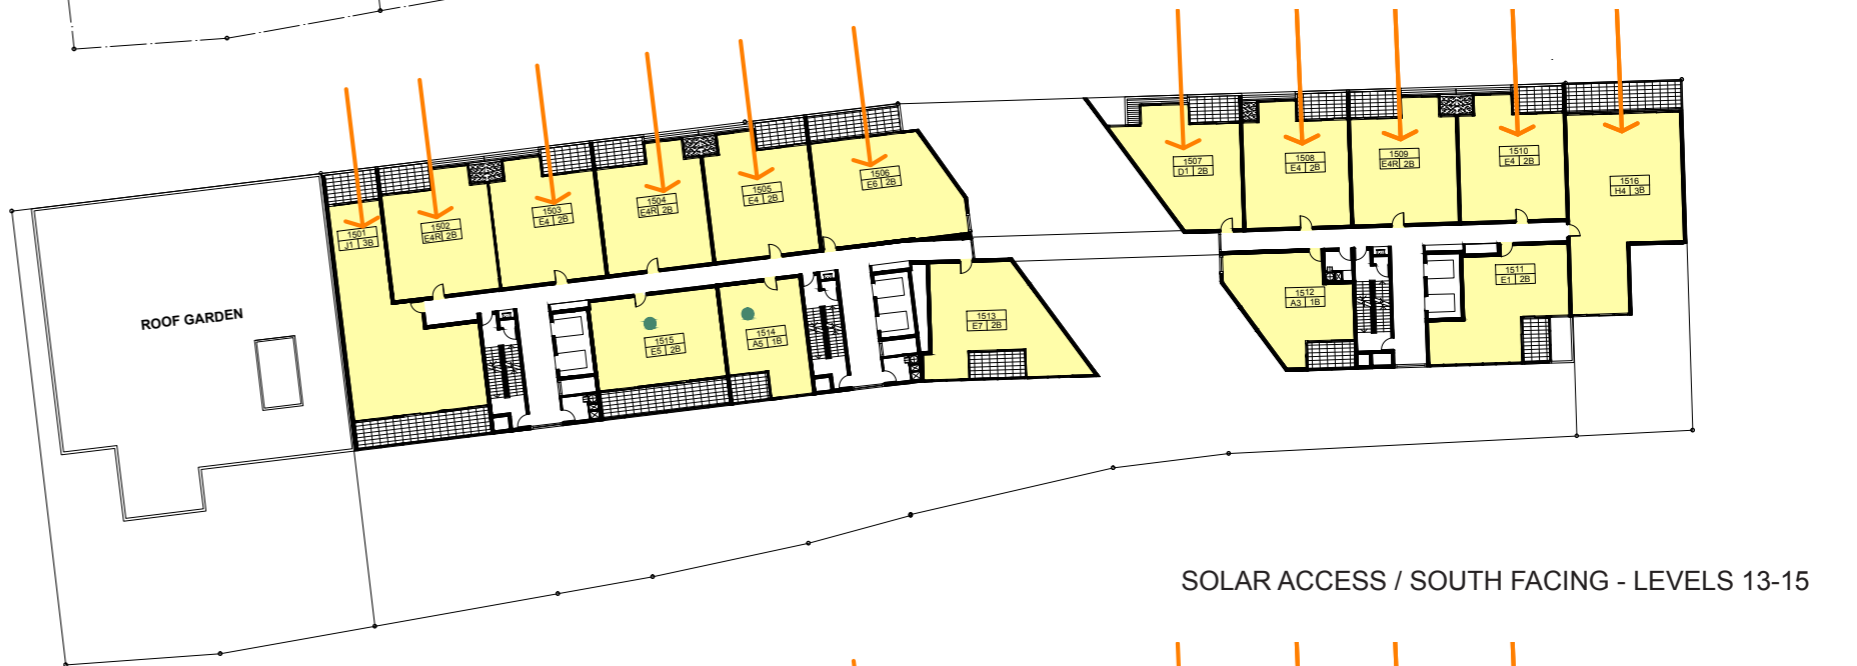 1501
J1 3B
1502
E4R 2B
1503
E4 2B
1504
E4R 2B
1505
E4 2B
1506
E6 2B
1507
D1 2B
1508
E4 2B
1509
E4R 2B
1510
E4 2B
1516
H4 3B
ROOF GARDEN
1515
E5 2B
1514
A5 1B
1513
E7 2B
1512
A3 1B
1511
E1 2B
SOLAR ACCESS / SOUTH FACING - LEVELS 13-15